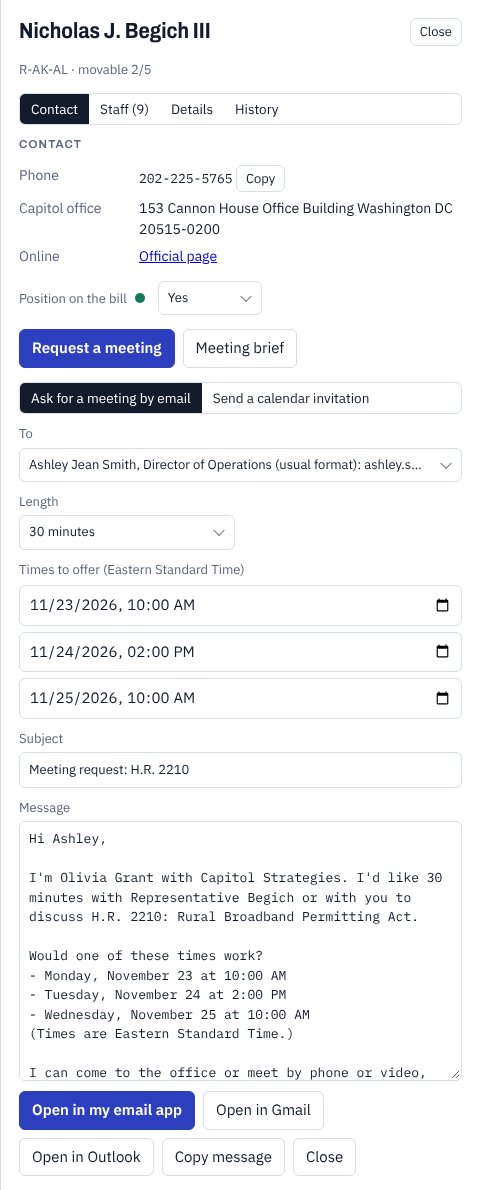 Nicholas J. Begich III
Close
R-AK-AL · movable 2/5
Contact
Staff (9)
Details
History
CONTACT
Phone
202-225-5765
Copy
Capitol office
153 Cannon House Office Building Washington DC
20515-0200
Online
Official page
Position on the bill
Yes
Request a meeting
Meeting brief
Ask for a meeting by email
Send a calendar invitation
To
Ashley Jean Smith, Director of Operations (usual format): ashley.s...
Length
30 minutes
Times to offer (Eastern Standard Time)
11/23/2026, 10:00 AM
11/24/2026, 02:00 PM
11/25/2026, 10:00 AM
Subject
Meeting request: H.R. 2210
Message
Hi Ashley,
I'm Olivia Grant with Capitol Strategies. I'd like 30
minutes with Representative Begich or with you to
discuss H.R. 2210: Rural Broadband Permitting Act.
Would one of these times work?
- Monday, November 23 at 10:00 AM
- Tuesday, November 24 at 2:00 PM
- Wednesday, November 25 at 10:00 AM
(Times are Eastern Standard Time.)
I can come to the office or meet by phone or video,
Open in my email app
Open in Gmail
Open in Outlook
Copy message
Close